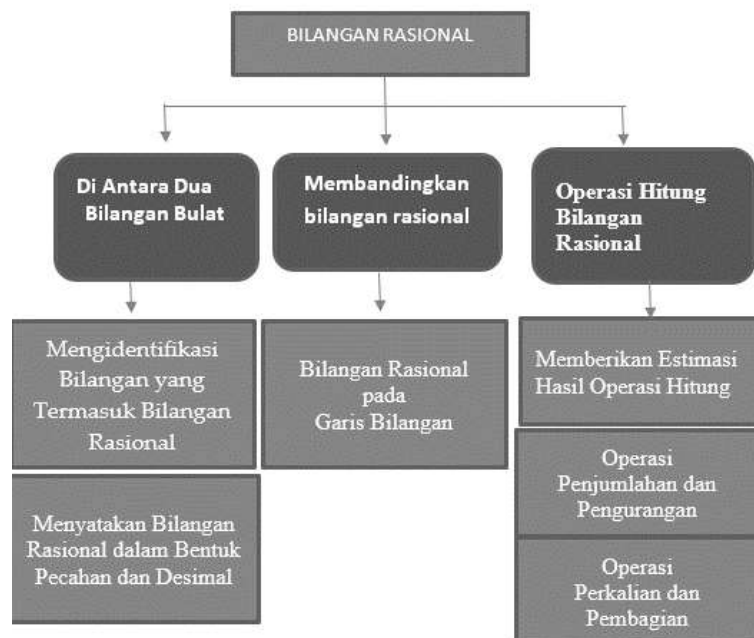 BILANGAN RASIONAL
Di Antara Dua
Bilangan Bulat
Membandingkan
bilangan rasional
Operasi Hitung
Bilangan
Rasional
Mengidentifikasi
Bilangan yang
Termasuk Bilangan
Rasional
Bilangan Rasional
pada
Garis Bilangan
Memberikan Estimasi
Hasil Operasi Hitung
Menyatakan Bilangan
Rasional dalam Bentuk
Pecahan dan Desimal
Operasi
Penjumlahan dan
Pengurangan
Operasi
Perkalian dan
Pembagian